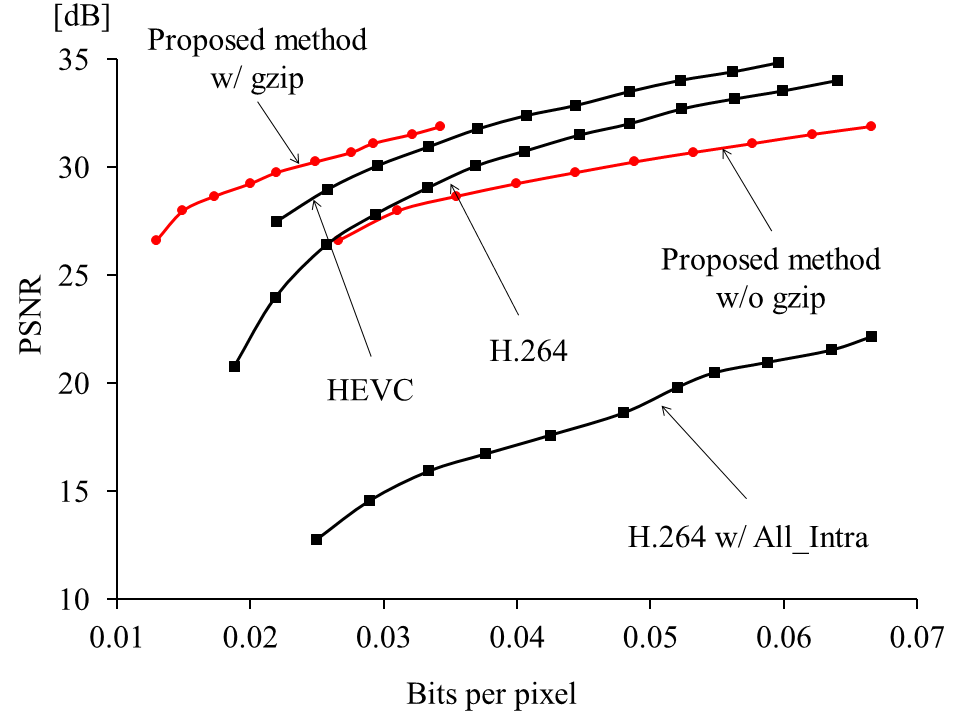 [dB]
Proposed method
w/ gzip
35
30
25
20
15
10
PSNR
Proposed method
w/o gzip
H.264
HEVC
H.264 w/ All_Intra
0.01 0.02 0.03 0.04 0.05 0.06 0.07
Bits per pixel